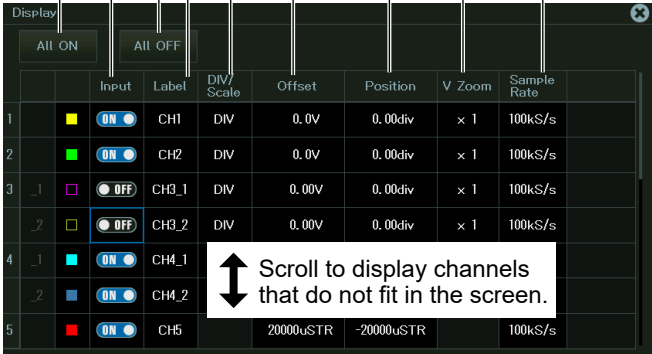 Display
All ON All OFF
Input Label DIV/ Offset Position V Zoom Sample
Scale Rate
1 CH1 ON DIV 0.0V 0.00div × 1 100kS/s
2 ON CH2 DIV 0.0V 0.00div × 1 100kS/s
3 _1 OFF CH3_1 DIV 0.00V 0.00div × 1 100kS/s
_2 OFF CH3_2 DIV 0.00V 0.00div × 1 100kS/s
4 _1 ON CH4_1
_2 ON CH4_2
Scroll to display channels
that do not fit in the screen.
5 ON CH5 20000uSTR -20000uSTR 100kS/s